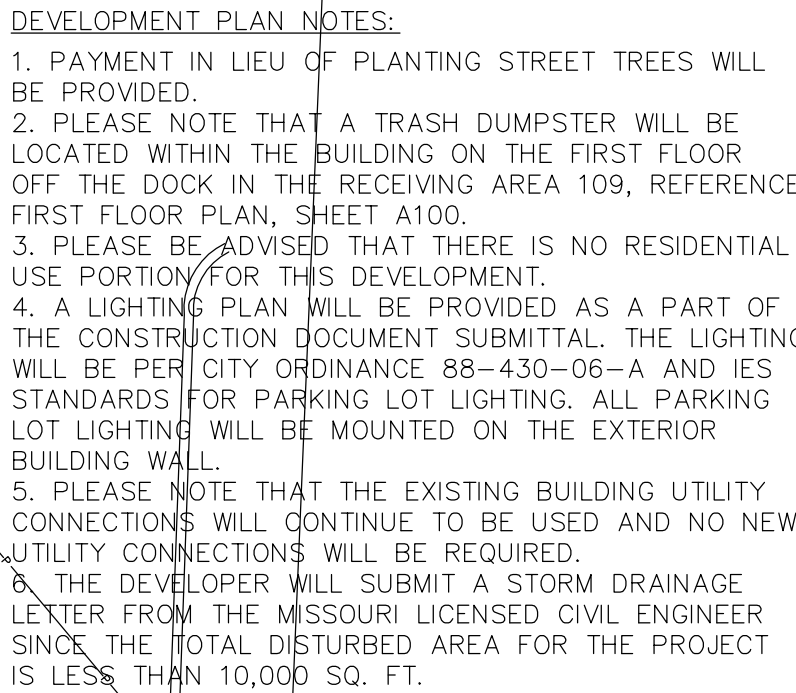 DEVELOPMENT PLAN NOTES:
1. PAYMENT IN LIEU OF PLANTING STREET TREES WILL
BE PROVIDED.
2. PLEASE NOTE THAT A TRASH DUMPSTER WILL BE
LOCATED WITHIN THE BUILDING ON THE FIRST FLOOR
OFF THE DOCK IN THE RECEIVING AREA 109, REFERENCE
FIRST FLOOR PLAN, SHEET A100.
3. PLEASE BE ADVISED THAT THERE IS NO RESIDENTIAL
USE PORTION FOR THIS DEVELOPMENT.
4. A LIGHTING PLAN WILL BE PROVIDED AS A PART OF
THE CONSTRUCTION DOCUMENT SUBMITTAL. THE LIGHTING
WILL BE PER CITY ORDINANCE 88-430-06-A AND IES
STANDARDS FOR PARKING LOT LIGHTING. ALL PARKING
LOT LIGHTING WILL BE MOUNTED ON THE EXTERIOR
BUILDING WALL.
5. PLEASE NOTE THAT THE EXISTING BUILDING UTILITY
CONNECTIONS WILL CONTINUE TO BE USED AND NO NEW
UTILITY CONNECTIONS WILL BE REQUIRED.
6. THE DEVELOPER WILL SUBMIT A STORM DRAINAGE
LETTER FROM THE MISSOURI LICENSED CIVIL ENGINEER
SINCE THE TOTAL DISTURBED AREA FOR THE PROJECT
IS LESS THAN 10,000 SQ. FT.